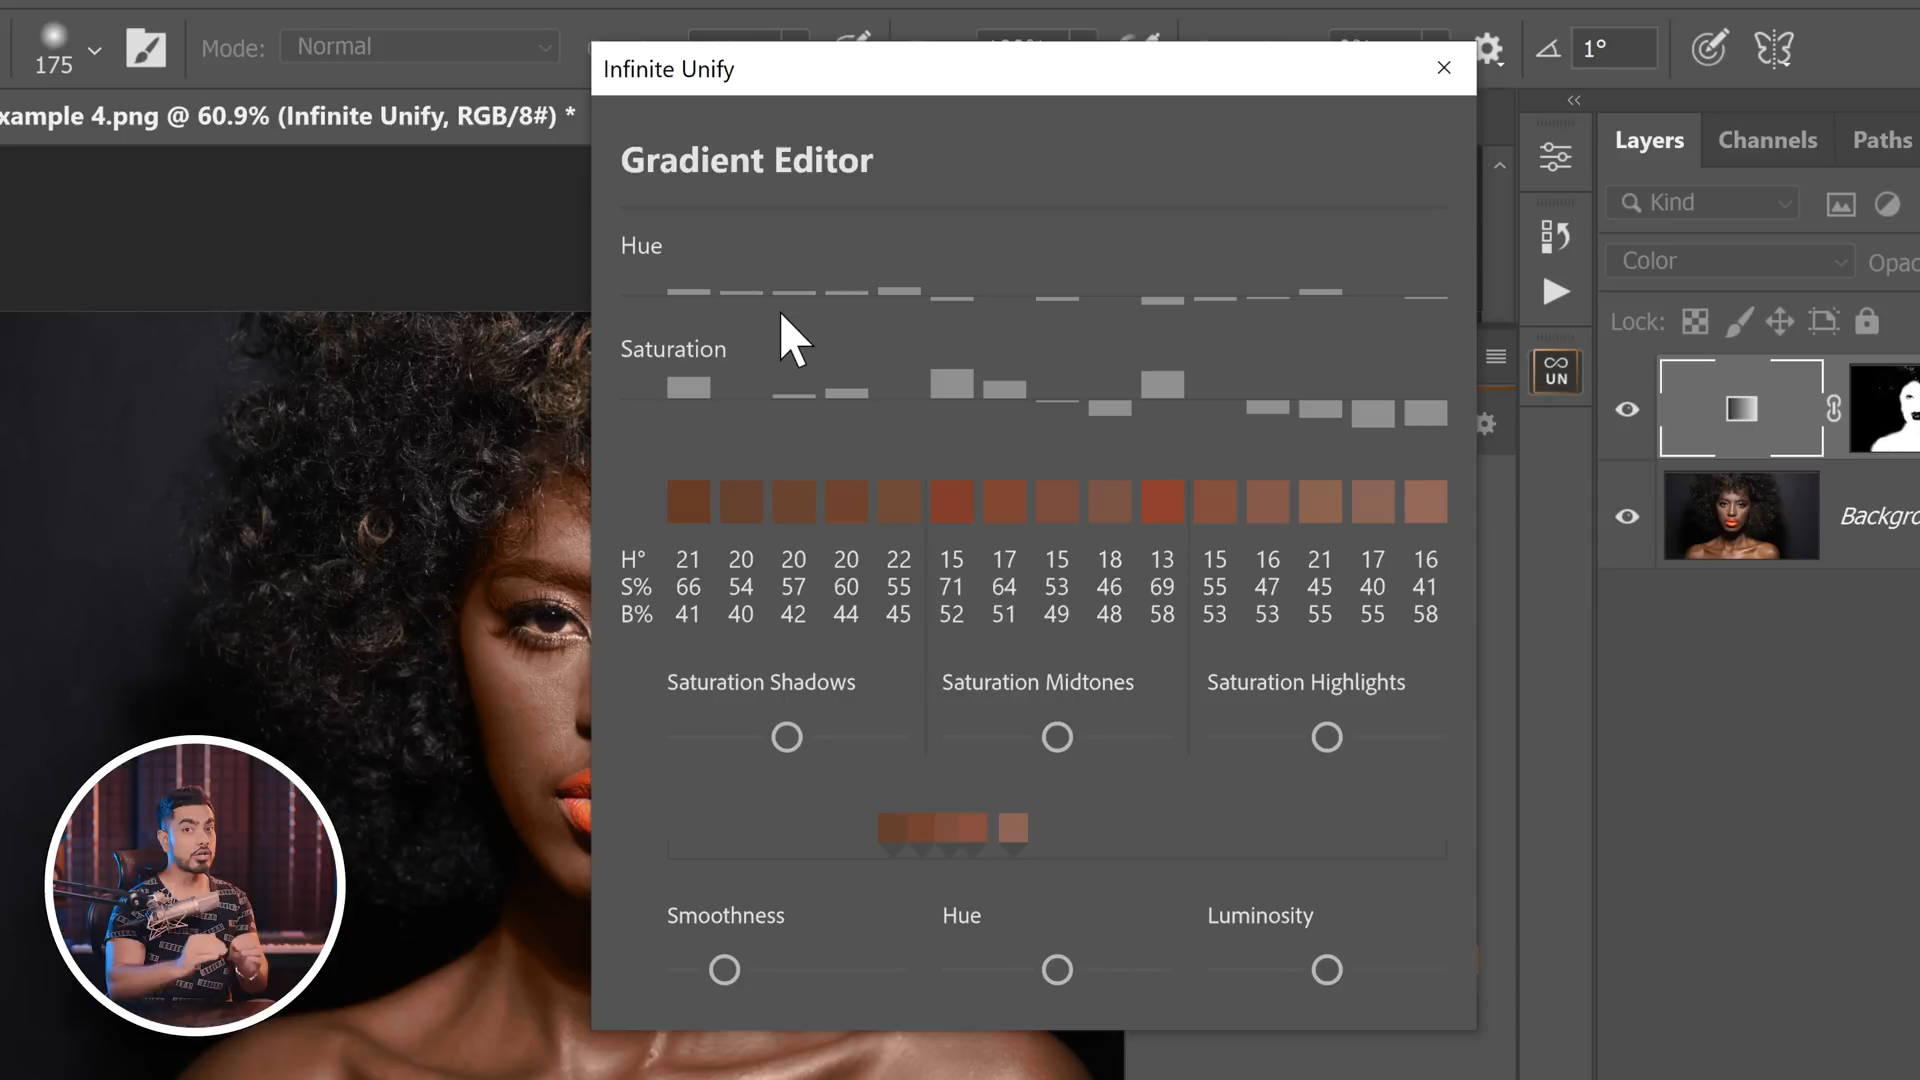 175
Mode:
Normal
1°
Infinite Unify
xample 4.png @ 60.9% (Infinite Unify, RGB/8#) *
Layers
Channels
Paths
Gradient Editor
Kind
Hue
Color
Opac
Lock:
Saturation
∞
UN
Backgro
H° 21 20 20 20 22 15 17 15 18 13 15 16 21 17 16
S% 66 54 57 60 55 71 64 53 46 69 55 47 45 40 41
B% 41 40 42 44 45 52 51 49 48 58 53 53 55 55 58
Saturation Shadows
Saturation Midtones
Saturation Highlights
Smoothness
Hue
Luminosity